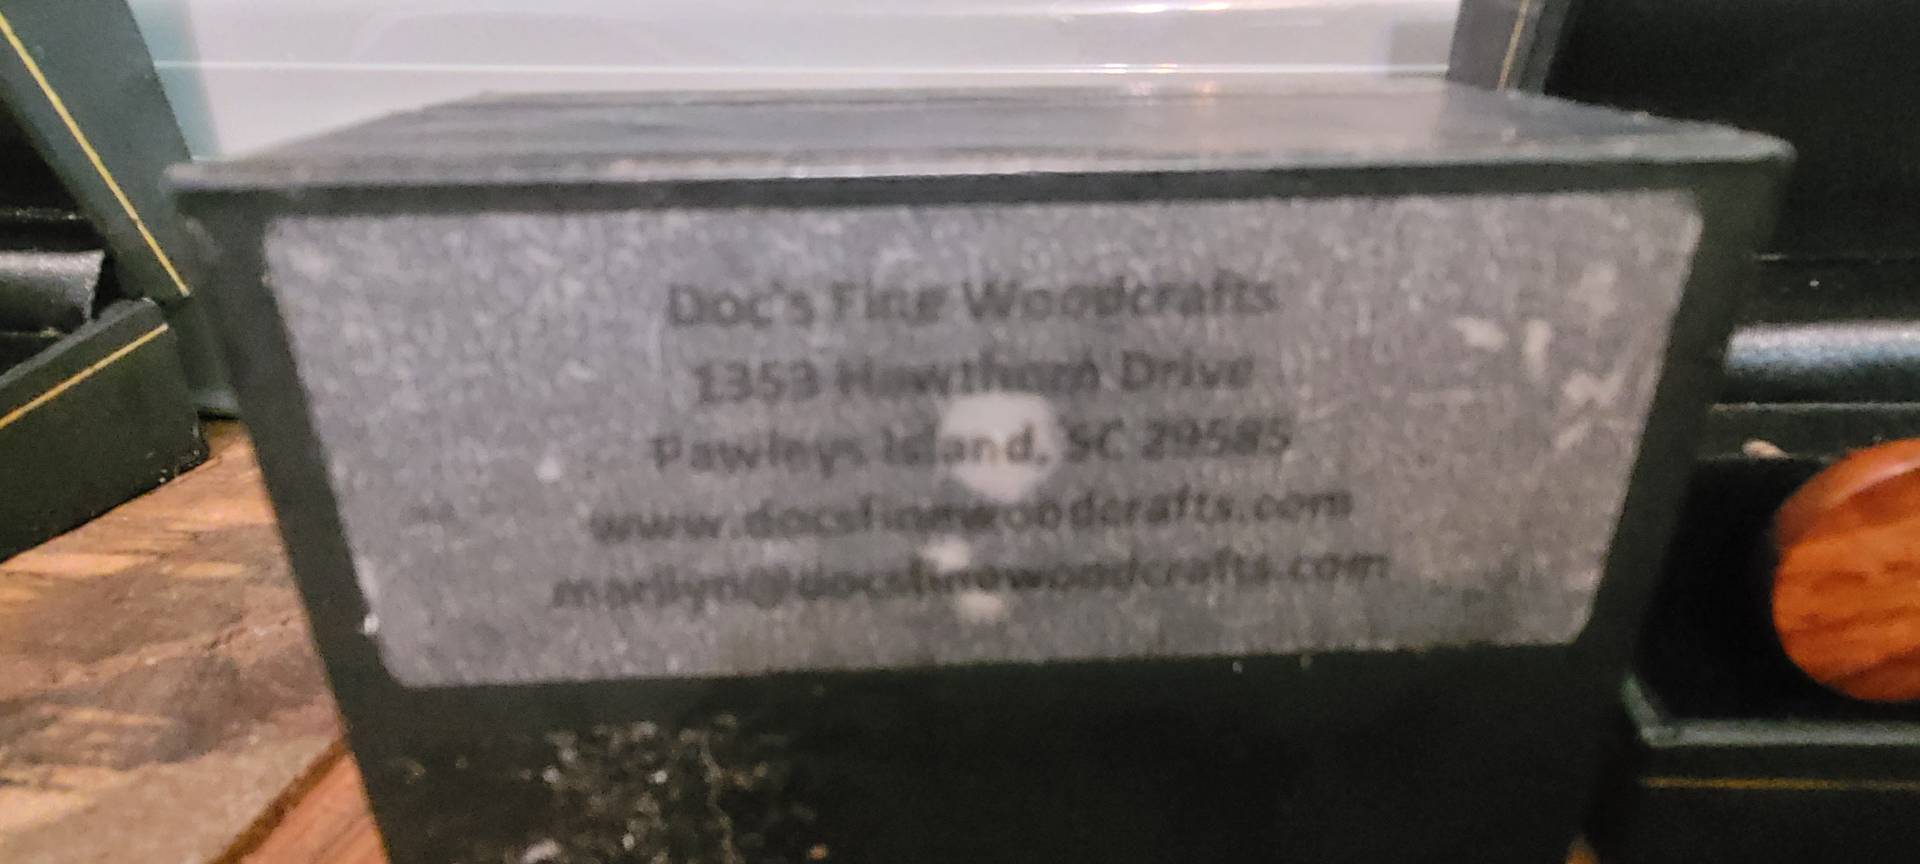 Doc's Fine Woodcrafts
1353 Hawthorn Drive
Pawleys Island, SC 29585
www.docsfinewoodcrafts.com
marilyn@docsfinewoodcrafts.com